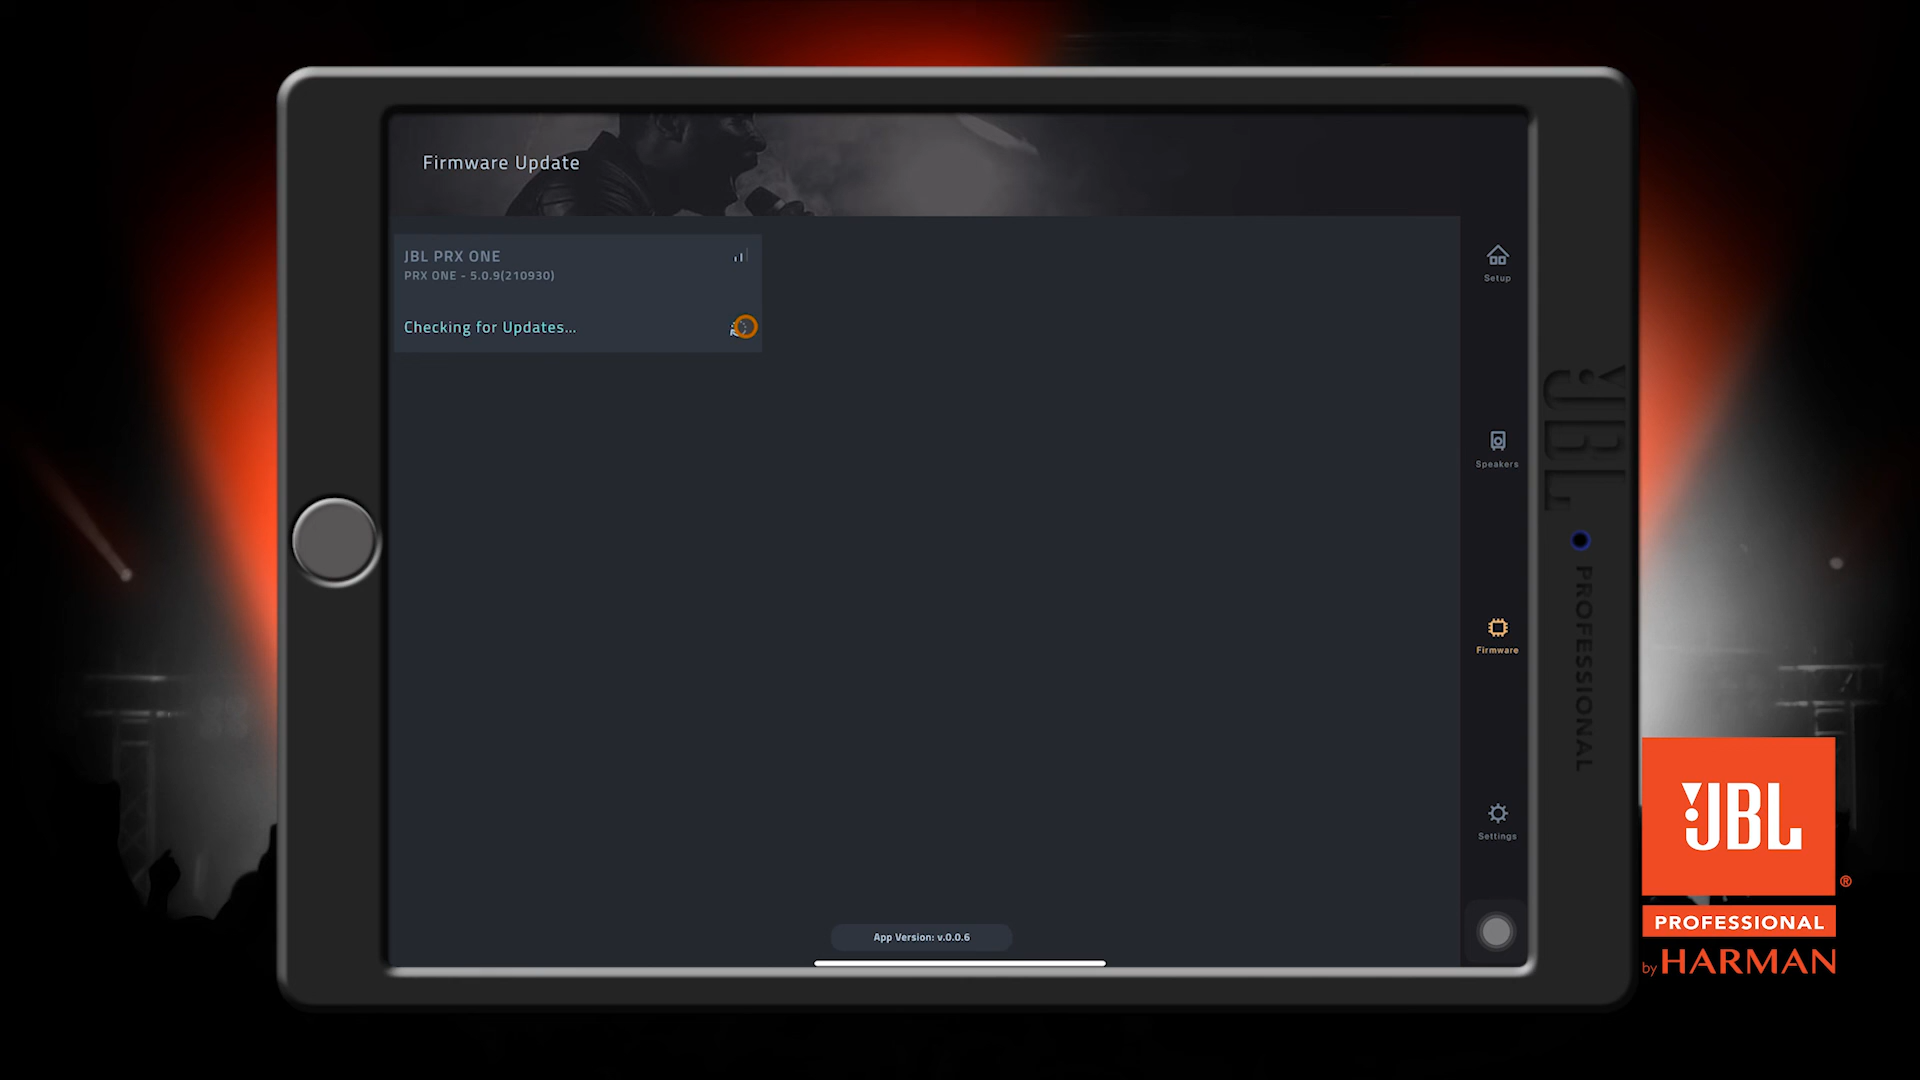 Firmware Update
JBL PRX ONE
PRX ONE - 5.0.9(210930)
Checking for Updates...
Setup
Speakers
Firmware
Settings
App Version: v.0.0.6
JBL
PROFESSIONAL
JBL
®
PROFESSIONAL
by HARMAN